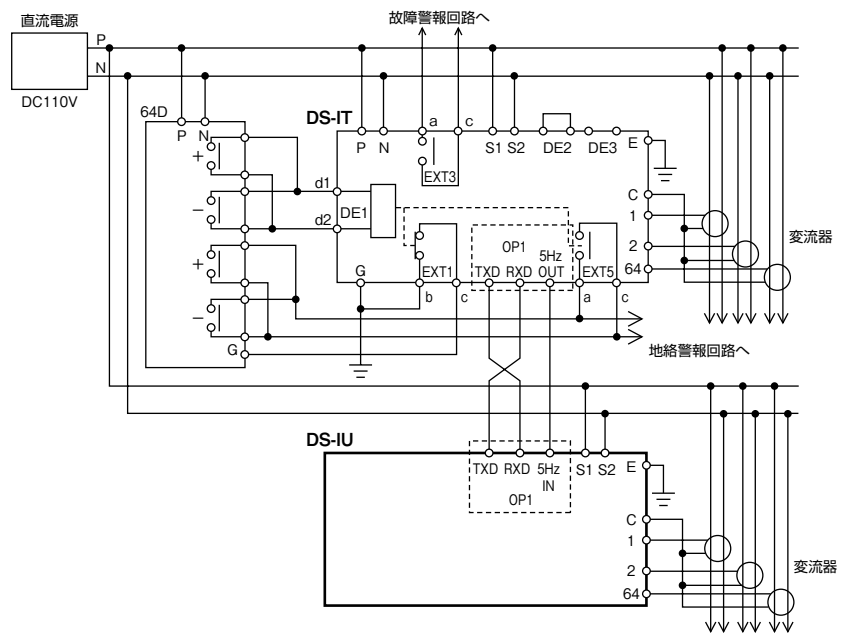 直流電源
P
N
DC110V
故障警報回路へ
64D
P N
+
−
+
−
G
DS-IT
P N
a c
EXT3
S1 S2
DE2 DE3
E
C
1
2
64
変流器
d1
d2
DE1
G
EXT1
b c
OP1
TXD RXD
5Hz
OUT
EXT5
a c
地絡警報回路へ
DS-IU
TXD RXD 5Hz
IN
OP1
S1 S2
E
C
1
2
64
変流器